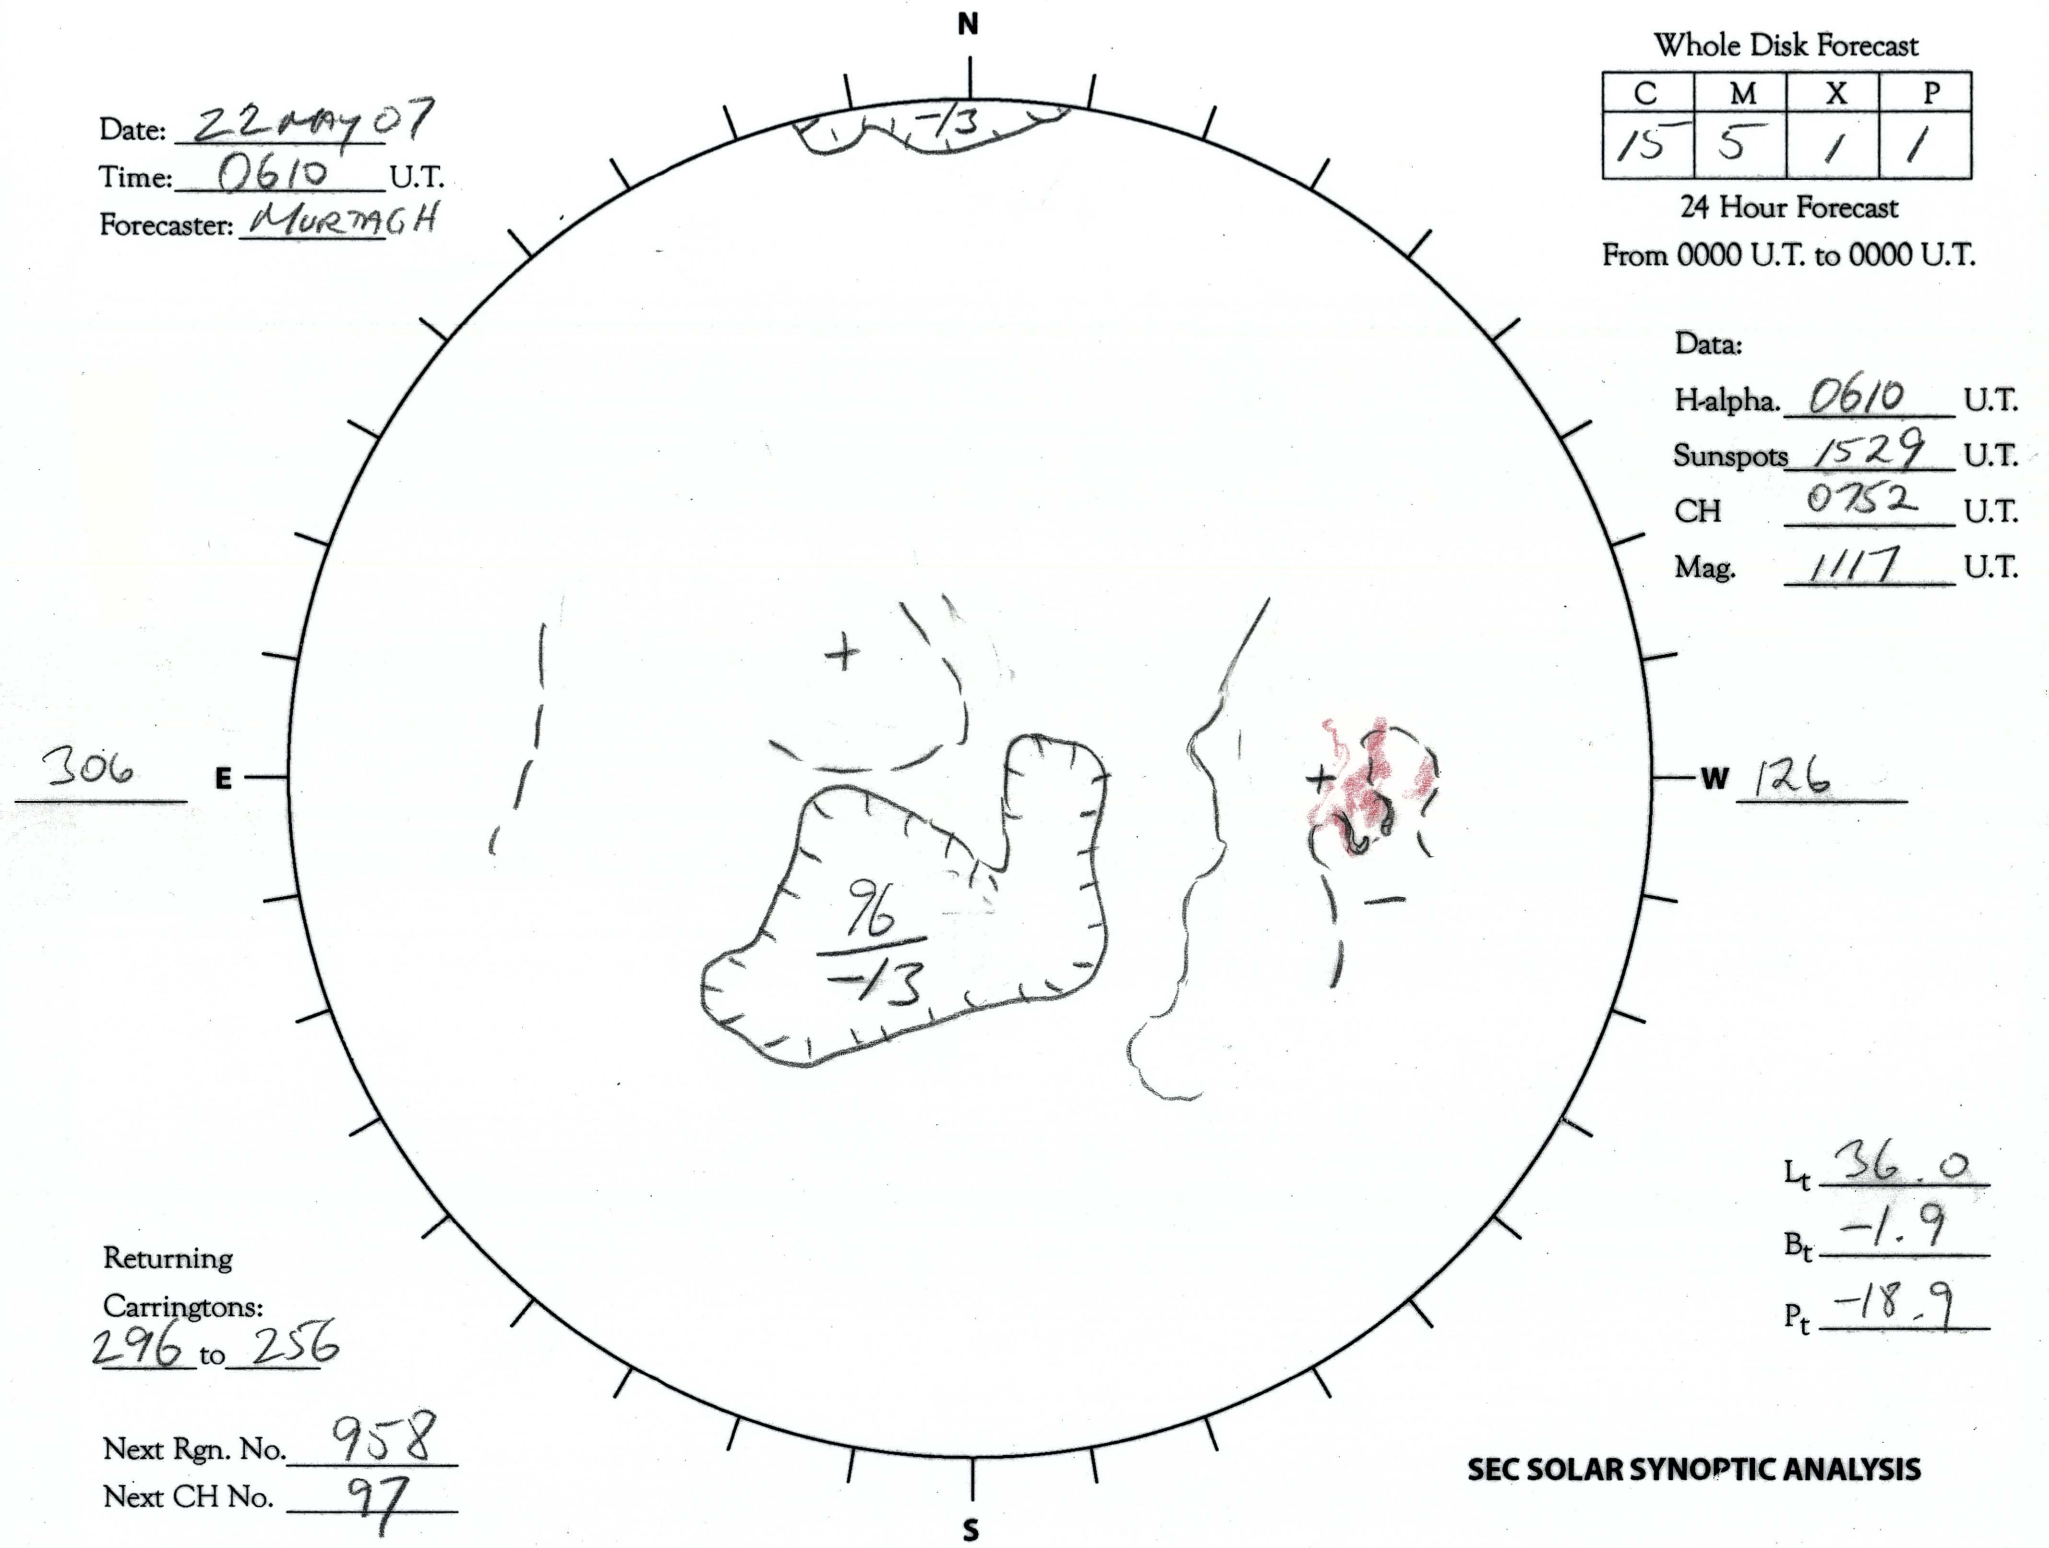 N
Whole Disk Forecast
C M X P
15 5 1 1
24 Hour Forecast
From 0000 U.T. to 0000 U.T.
Date: 22 MAY 07
Time: 0610 U.T.
Forecaster: MURTAGH
-13
Data:
H-alpha. 0610 U.T.
Sunspots 1529 U.T.
CH 0752 U.T.
Mag. 1117 U.T.
+
306 E
+
W 126
96
-13
-
Lt 36.0
Bt -1.9
Pt -18.9
Returning
Carringtons:
296 to 256
Next Rgn. No. 958
Next CH No. 97
SEC SOLAR SYNOPTIC ANALYSIS
S